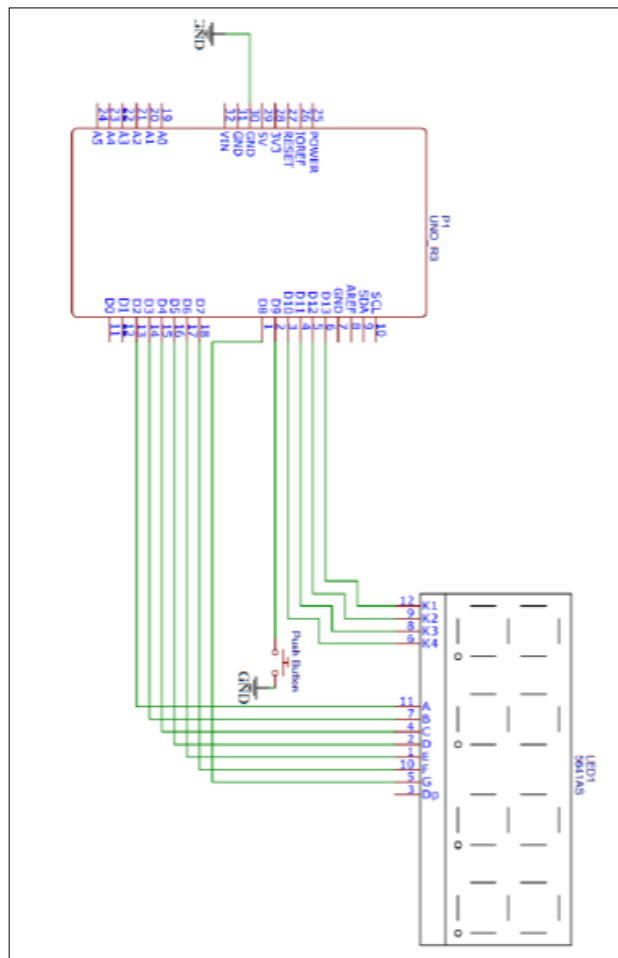 GND
24
23
22
21
20
19
32
31
30
29
28
27
26
25
A5
A4
A3
A2
A1
A0
VIN
GND
GND
5V
3V3
RESET
IOREF
POWER
P1
UNO_R3
D0
D1
D2
D3
D4
D5
D6
D7
D8
D9
D10
D11
D12
D13
GND
AREF
SDA
SCL
11
12
13
14
15
16
17
18
1
2
3
4
5
6
7
8
9
10
12 K1
9 K2
8 K3
6 K4
Push Button
GND
11 A
7 B
4 C
2 D
1 E
10 F
5 G
3 Dp
LED1
5641AS